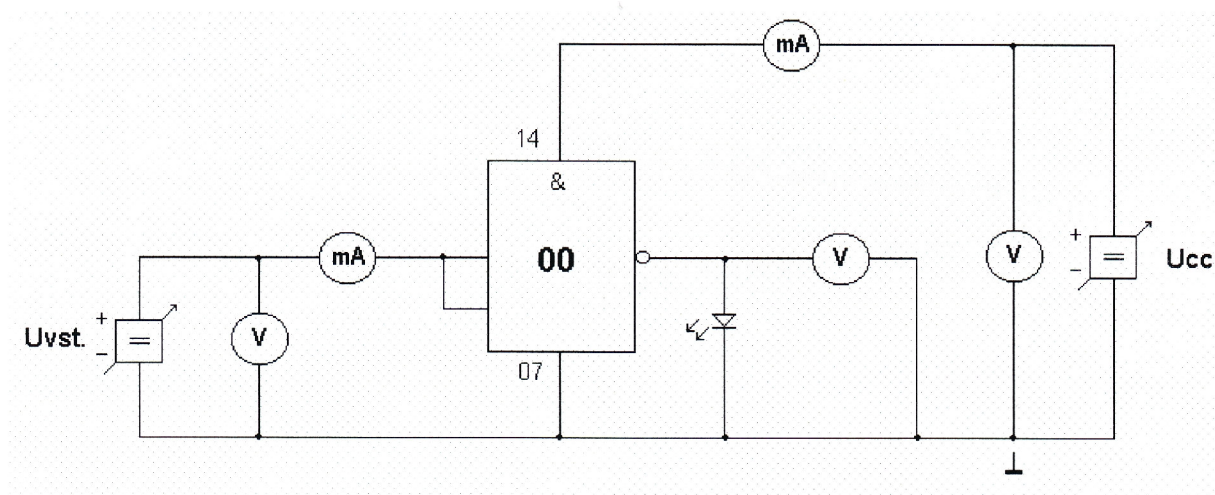 mA
14
&
00
mA
V
V
+
–
=
Ucc
Uvst.
+
–
=
V
07